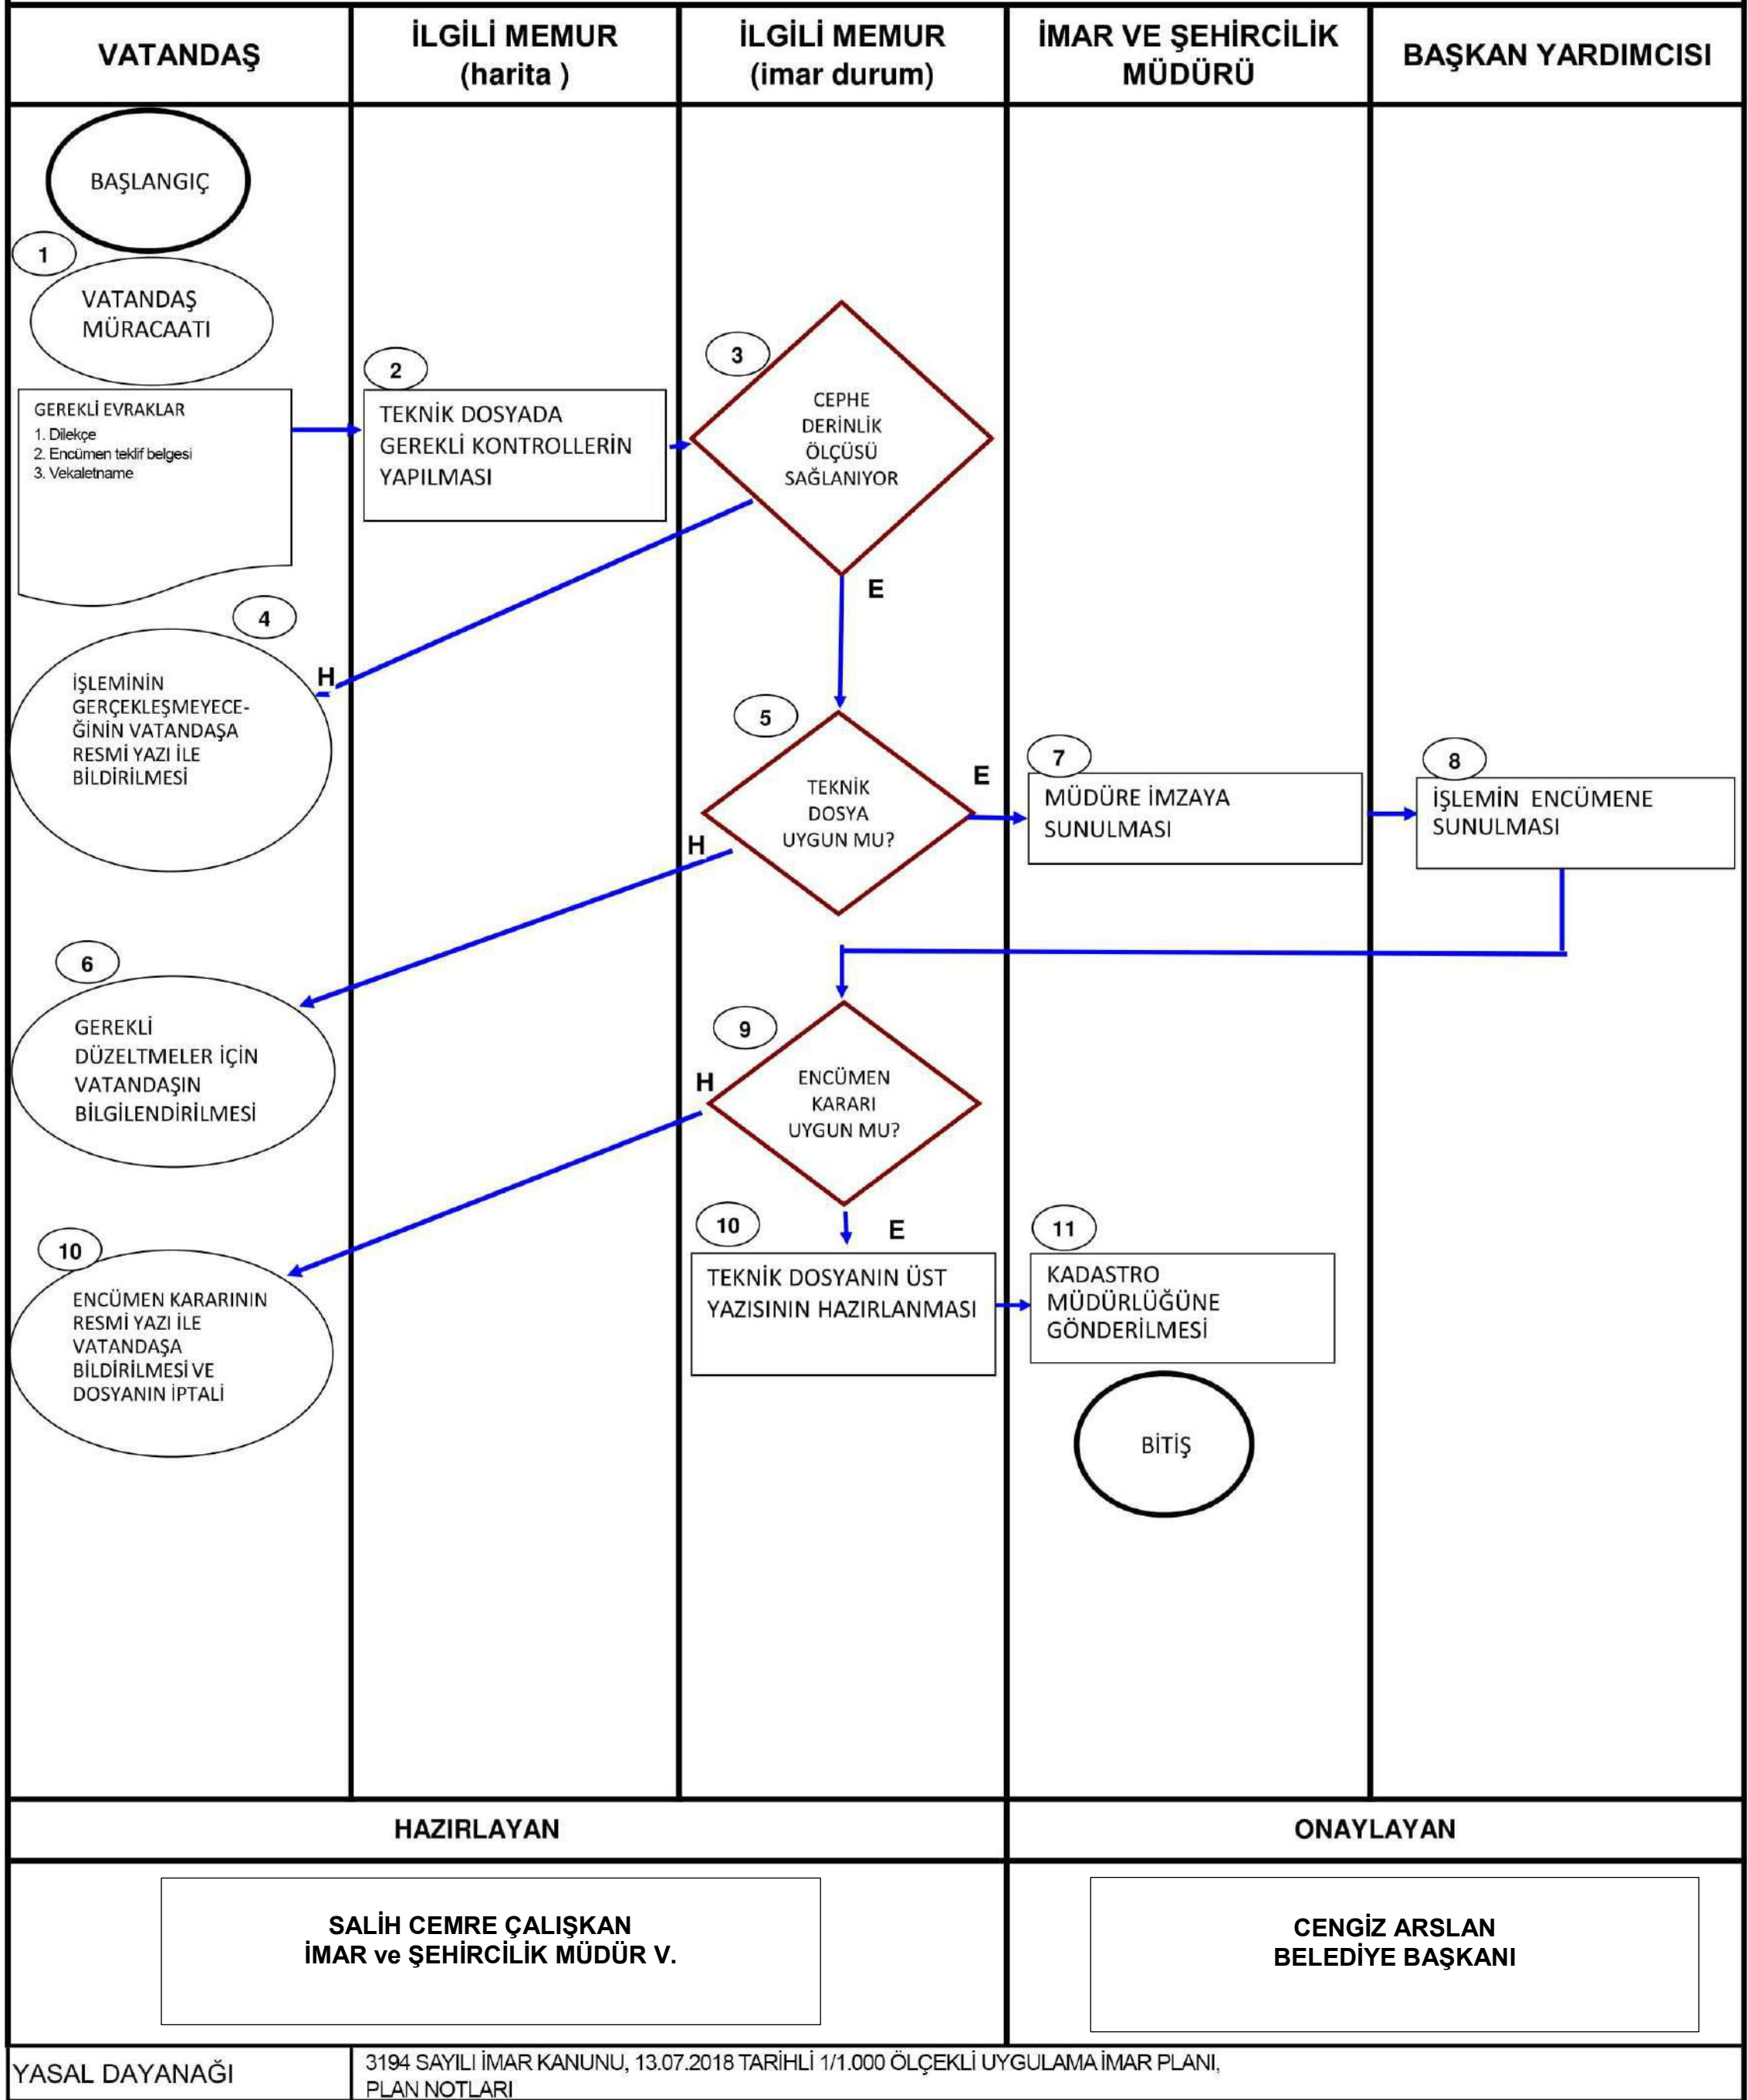 VATANDAŞ
İLGİLİ MEMUR
(harita )
İLGİLİ MEMUR
(imar durum)
İMAR VE ŞEHİRCİLİK
MÜDÜRÜ
BAŞKAN YARDIMCISI
BAŞLANGIÇ
1
VATANDAŞ
MÜRACAATI
GEREKLİ EVRAKLAR
1. Dilekçe
2. Encümen teklif belgesi
3. Vekaletname
2
TEKNİK DOSYADA
GEREKLİ KONTROLLERİN
YAPILMASI
3
CEPHE
DERİNLİK
ÖLÇÜSÜ
SAĞLANIYOR
E
4
H
İŞLEMİNİN
GERÇEKLEŞMEYECE-
ĞİNİN VATANDAŞA
RESMİ YAZI İLE
BİLDİRİLMESİ
5
TEKNİK
DOSYA
UYGUN MU?
E
H
7
MÜDÜRE İMZAYA
SUNULMASI
8
İŞLEMİN ENCÜMENE
SUNULMASI
6
GEREKLİ
DÜZELTMELER İÇİN
VATANDAŞIN
BİLGİLENDİRİLMESİ
9
H
ENCÜMEN
KARARI
UYGUN MU?
E
10
ENCÜMEN KARARININ
RESMİ YAZI İLE
VATANDAŞA
BİLDİRİLMESİ VE
DOSYANIN İPTALİ
10
TEKNİK DOSYANIN ÜST
YAZISININ HAZIRLANMASI
11
KADASTRO
MÜDÜRLÜĞÜNE
GÖNDERİLMESİ
BİTİŞ
HAZIRLAYAN
ONAYLAYAN
SALİH CEMRE ÇALIŞKAN
İMAR ve ŞEHİRCİLİK MÜDÜR V.
CENGİZ ARSLAN
BELEDİYE BAŞKANI
YASAL DAYANAĞI
3194 SAYILI İMAR KANUNU, 13.07.2018 TARİHLİ 1/1.000 ÖLÇEKLİ UYGULAMA İMAR PLANI,
PLAN NOTLARI